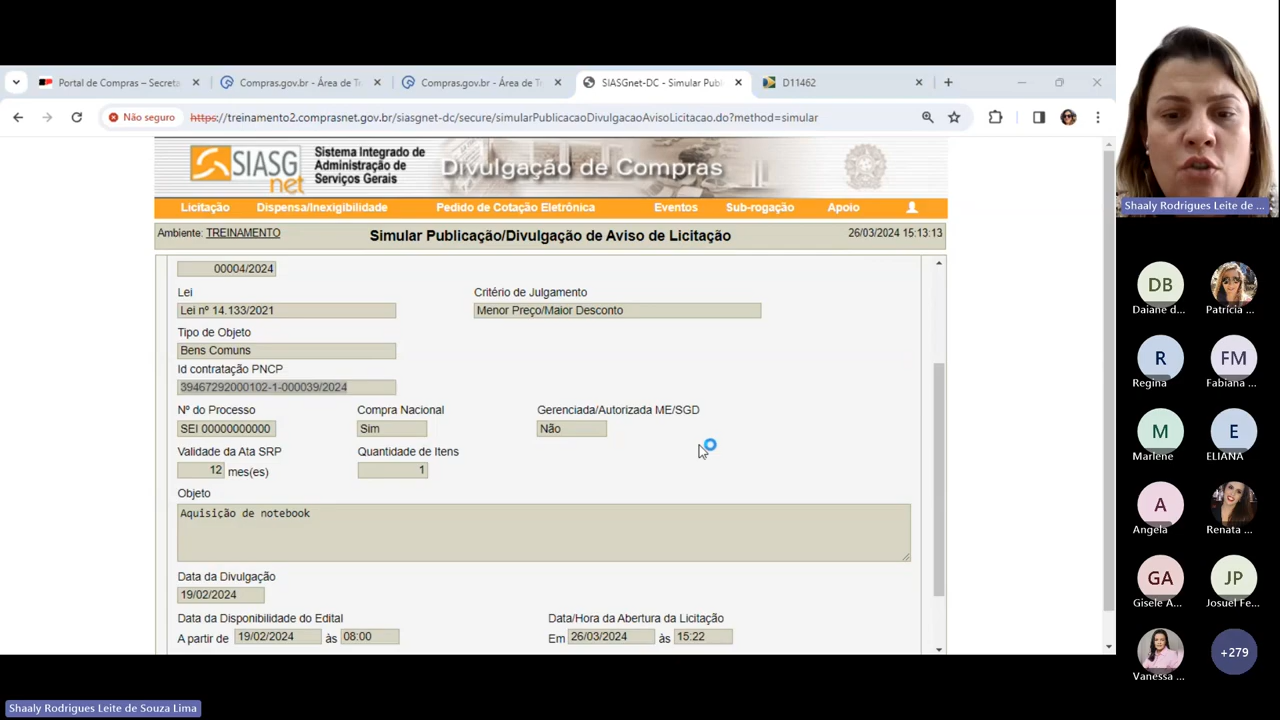 Portal de Compras – Secreta
Compras.gov.br - Área de Tr
Compras.gov.br - Área de Tr
SIASGnet-DC - Simular Publi
D11462
Não seguro
https://treinamento2.comprasnet.gov.br/siasgnet-dc/secure/simularPublicacaoDivulgacaoAvisoLicitacao.do?method=simular
SIASG
net
Sistema Integrado de
Administração de
Serviços Gerais
Divulgação de Compras
Licitação Dispensa/Inexigibilidade Pedido de Cotação Eletrônica Eventos Sub-rogação Apoio
Ambiente: TREINAMENTO
Simular Publicação/Divulgação de Aviso de Licitação
26/03/2024 15:13:13
00004/2024
Lei
Critério de Julgamento
Lei nº 14.133/2021
Menor Preço/Maior Desconto
Tipo de Objeto
Bens Comuns
Id contratação PNCP
39467292000102-1-000039/2024
Nº do Processo
Compra Nacional
Gerenciada/Autorizada ME/SGD
SEI 00000000000
Sim
Não
Validade da Ata SRP
Quantidade de Itens
12 mes(es)
1
Objeto
Aquisição de notebook
Data da Divulgação
19/02/2024
Data da Disponibilidade do Edital
Data/Hora da Abertura da Licitação
A partir de 19/02/2024 às 08:00
Em 26/03/2024 às 15:22
Shaaly Rodrigues Leite de ...
DB
Daiane d...
Patrícia ...
R
Regina
FM
Fabiana ...
M
Marlene
E
ELIANA
A
Angela
Renata ...
GA
Gisele A...
JP
Josuel Fe...
Vanessa ...
+279
Shaaly Rodrigues Leite de Souza Lima